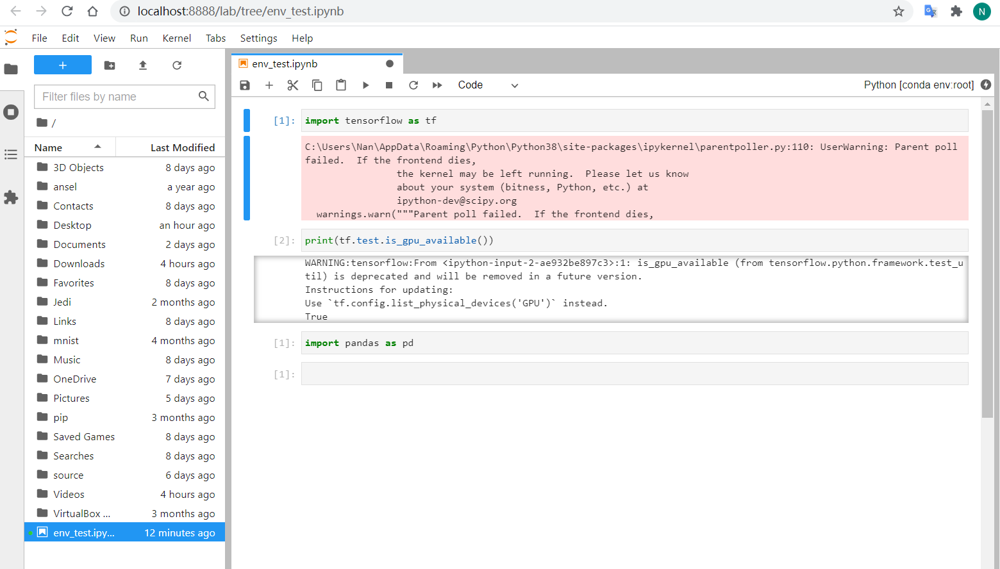 localhost:8888/lab/tree/env_test.ipynb
N
File Edit View Run Kernel Tabs Settings Help
+
Filter files by name
/
Name Last Modified
3D Objects 8 days ago
ansel a year ago
Contacts 8 days ago
Desktop an hour ago
Documents 2 days ago
Downloads 4 hours ago
Favorites 8 days ago
Jedi 2 months ago
Links 8 days ago
mnist 4 months ago
Music 8 days ago
OneDrive 7 days ago
Pictures 5 days ago
pip 3 months ago
Saved Games 8 days ago
Searches 8 days ago
source 6 days ago
Videos 4 hours ago
VirtualBox ... 3 months ago
env_test.ipy... 12 minutes ago
env_test.ipynb
Code
Python [conda env:root]
[1]: import tensorflow as tf
C:\Users\Nan\AppData\Roaming\Python\Python38\site-packages\ipykernel\parentpoller.py:110: UserWarning: Parent poll
failed.  If the frontend dies,
the kernel may be left running.  Please let us know
about your system (bitness, Python, etc.) at
ipython-dev@scipy.org
warnings.warn("""Parent poll failed.  If the frontend dies,
[2]: print(tf.test.is_gpu_available())
WARNING:tensorflow:From <ipython-input-2-ae932be897c3>:1: is_gpu_available (from tensorflow.python.framework.test_u
til) is deprecated and will be removed in a future version.
Instructions for updating:
Use `tf.config.list_physical_devices('GPU')` instead.
True
[1]: import pandas as pd
[1]: